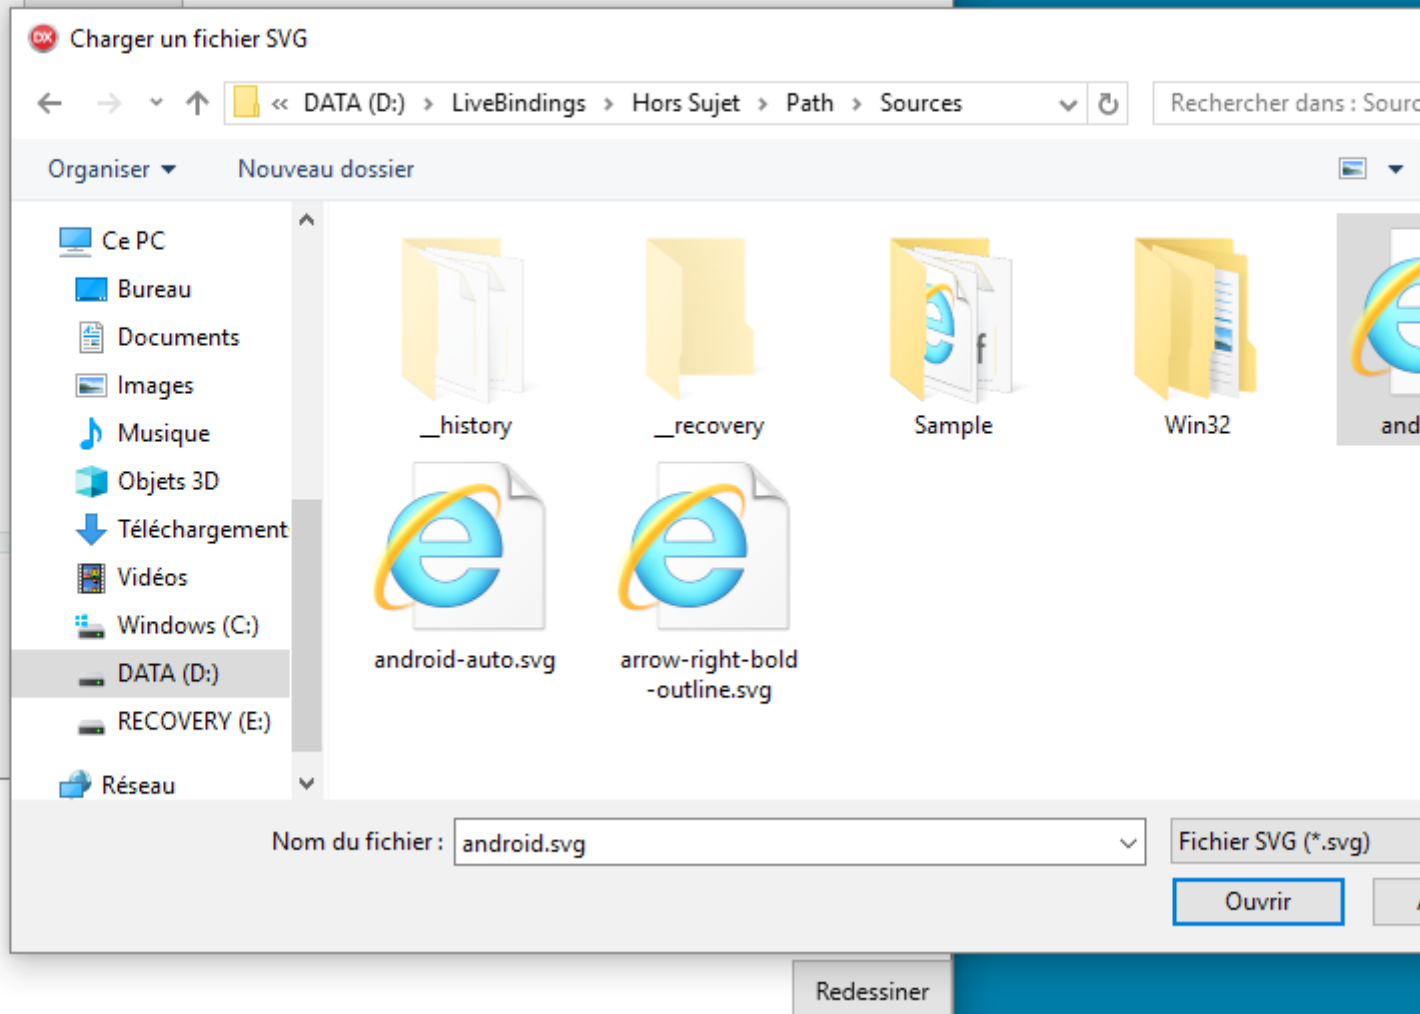 DX Charger un fichier SVG
« DATA (D:) > LiveBindings > Hors Sujet > Path > Sources
Rechercher dans : Sourc
Organiser
Nouveau dossier
Ce PC
Bureau
Documents
Images
Musique
Objets 3D
Téléchargement
Vidéos
Windows (C:)
DATA (D:)
RECOVERY (E:)
Réseau
__history
__recovery
Sample
Win32
and
android-auto.svg
arrow-right-bold
-outline.svg
Nom du fichier :
android.svg
Fichier SVG (*.svg)
Ouvrir
Redessiner